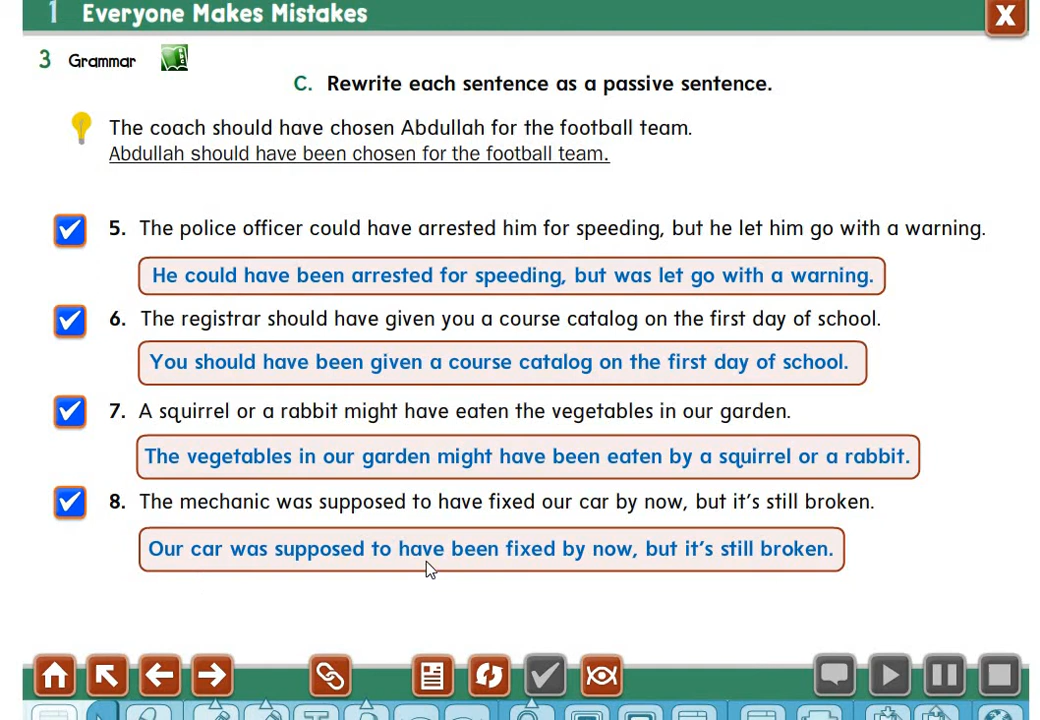 1 Everyone Makes Mistakes
X
3 Grammar
C. Rewrite each sentence as a passive sentence.
The coach should have chosen Abdullah for the football team.
Abdullah should have been chosen for the football team.
5. The police officer could have arrested him for speeding, but he let him go with a warning.
He could have been arrested for speeding, but was let go with a warning.
6. The registrar should have given you a course catalog on the first day of school.
You should have been given a course catalog on the first day of school.
7. A squirrel or a rabbit might have eaten the vegetables in our garden.
The vegetables in our garden might have been eaten by a squirrel or a rabbit.
8. The mechanic was supposed to have fixed our car by now, but it's still broken.
Our car was supposed to have been fixed by now, but it's still broken.